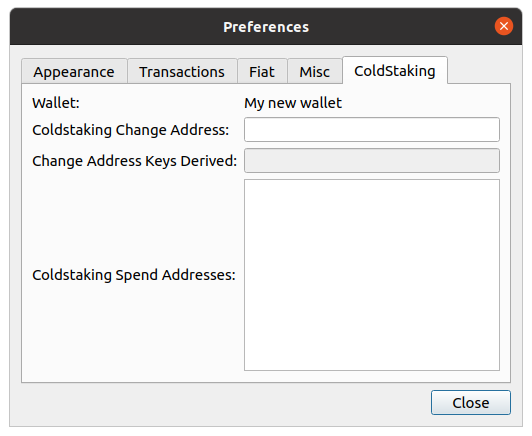 Preferences
Appearance Transactions Fiat Misc ColdStaking
Wallet: My new wallet
Coldstaking Change Address:
Change Address Keys Derived:
Coldstaking Spend Addresses:
Close